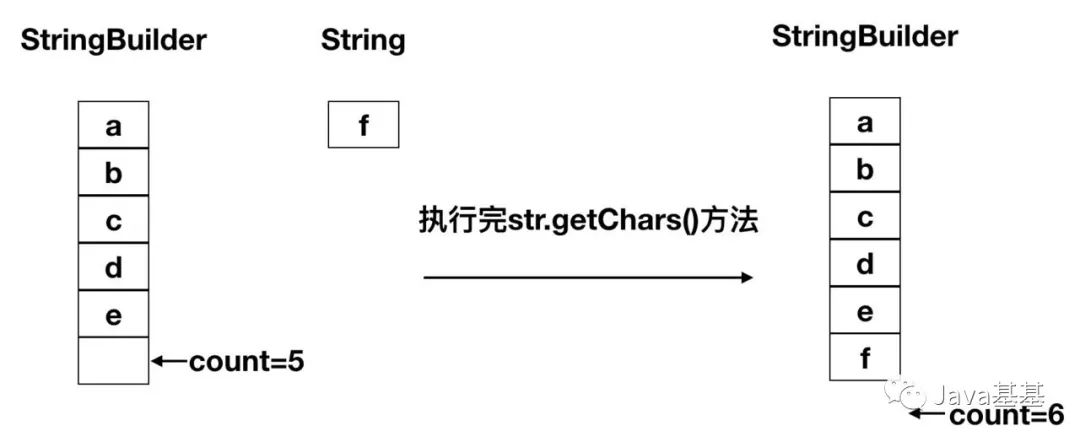 StringBuilder
String
StringBuilder
a
b
c
d
e
count=5
f
执行完str.getChars()方法
a
b
c
d
e
f
count=6
Java基基